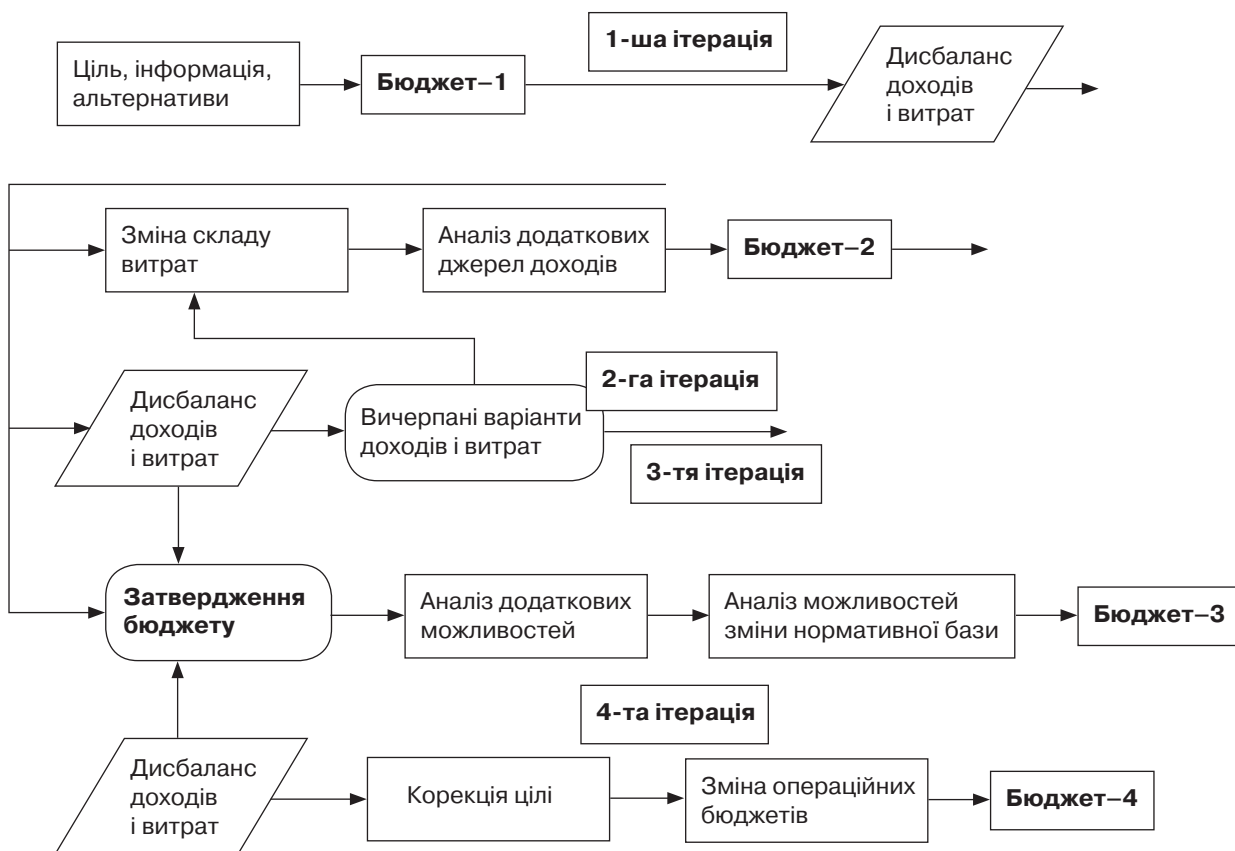 1-ша ітерація
Ціль, інформація,
альтернативи
Бюджет–1
Дисбаланс
доходів
і витрат
Зміна складу
витрат
Аналіз додаткових
джерел доходів
Бюджет–2
2-га ітерація
Дисбаланс
доходів
і витрат
Вичерпані варіанти
доходів і витрат
3-тя ітерація
Затвердження
бюджету
Аналіз додаткових
можливостей
Аналіз можливостей
зміни нормативної бази
Бюджет–3
4-та ітерація
Дисбаланс
доходів
і витрат
Корекція цілі
Зміна операційних
бюджетів
Бюджет–4